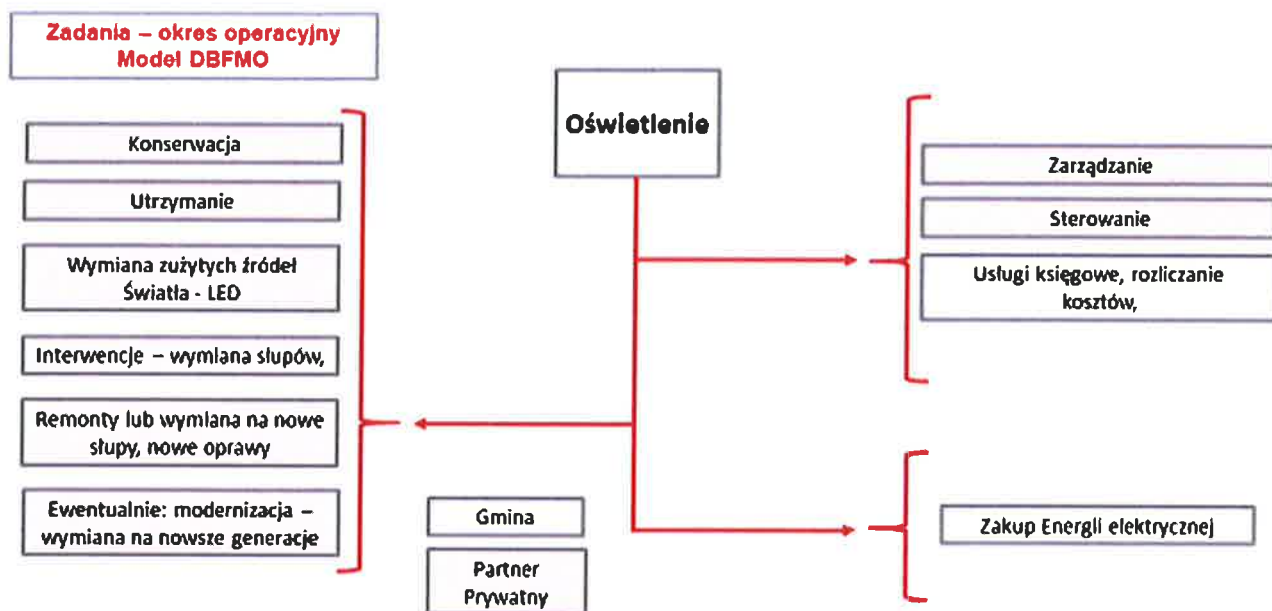 Zadania – okres operacyjny
Model DBFMO
Konserwacja
Utrzymanie
Wymiana zużytych źródeł
Światła - LED
Interwencje – wymiana słupów,
Remonty lub wymiana na nowe
słupy, nowe oprawy
Ewentualnie: modernizacja –
wymiana na nowsze generacje
Oświetlenie
Gmina
Partner
Prywatny
Zarządzanie
Sterowanie
Usługi księgowe, rozliczanie
kosztów,
Zakup Energii elektrycznej